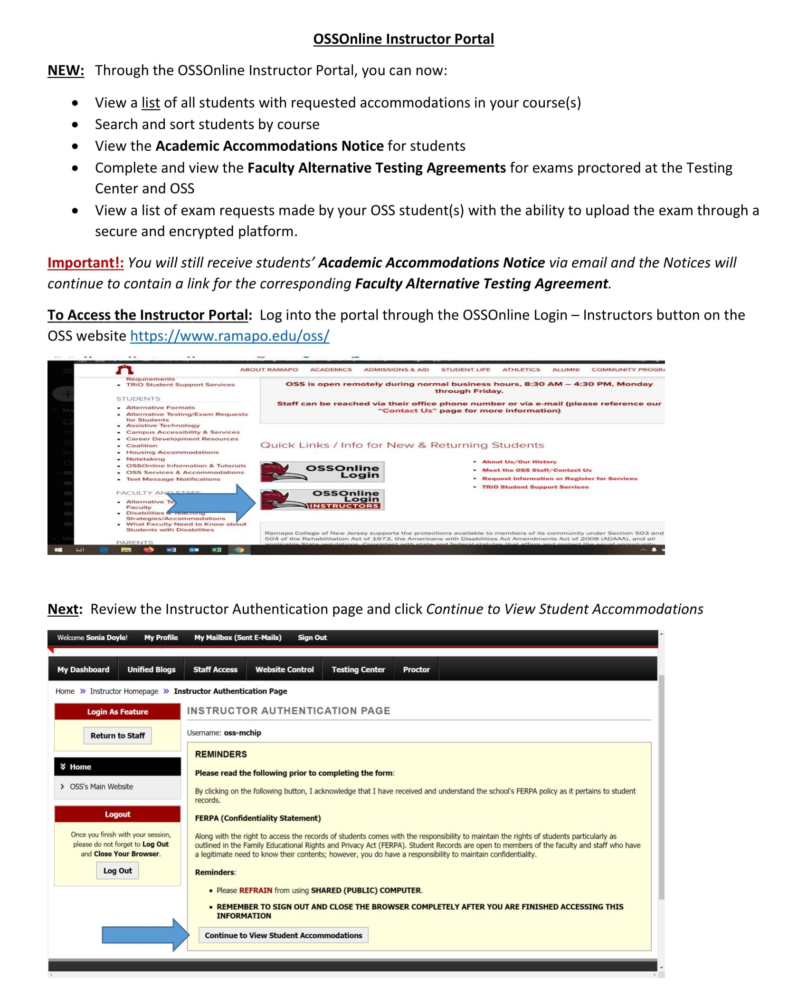 OSSOnline Instructor Portal
NEW: Through the OSSOnline Instructor Portal, you can now:
• View a list of all students with requested accommodations in your course(s)
• Search and sort students by course
• View the Academic Accommodations Notice for students
• Complete and view the Faculty Alternative Testing Agreements for exams proctored at the Testing
Center and OSS
• View a list of exam requests made by your OSS student(s) with the ability to upload the exam through a
secure and encrypted platform.
Important!: You will still receive students’ Academic Accommodations Notice via email and the Notices will
continue to contain a link for the corresponding Faculty Alternative Testing Agreement.
To Access the Instructor Portal: Log into the portal through the OSSOnline Login – Instructors button on the
OSS website https://www.ramapo.edu/oss/
ABOUT RAMAPO ACADEMICS ADMISSIONS & AID STUDENT LIFE ATHLETICS ALUMNI COMMUNITY PROGRA
Requirements
• TRiO Student Support Services
STUDENTS
• Alternative Formats
• Alternative Testing/Exam Requests
for Students
• Assistive Technology
• Campus Accessibility & Services
• Career Development Resources
• Coalition
• Housing Accommodations
• Notetaking
• OSSOnline Information & Tutorials
• OSS Services & Accommodations
• Text Message Notifications
FACULTY AND STAFF
• Alternative Te
Faculty
• Disabilities & Teaching
Strategies/Accommodations
• What Faculty Need to Know about
Students with Disabilities
PARENTS
OSS is open remotely during normal business hours, 8:30 AM – 4:30 PM, Monday
through Friday.
Staff can be reached via their office phone number or via e-mail (please reference our
"Contact Us" page for more information)
Quick Links / Info for New & Returning Students
OSSOnline
Login
OSSOnline
Login
INSTRUCTORS
• About Us/Our History
• Meet the OSS Staff/Contact Us
• Request Information or Register for Services
• TRiO Student Support Services
Ramapo College of New Jersey supports the protections available to members of its community under Section 503 and
504 of the Rehabilitation Act of 1973, the Americans with Disabilities Act Amendments Act of 2008 (ADAAA), and all
applicable State regulations. Consistent with state and federal statutes that affirm and protect the equal opportunity
Next: Review the Instructor Authentication page and click Continue to View Student Accommodations
Welcome Sonia Doyle! My Profile My Mailbox (Sent E-Mails) Sign Out
My Dashboard Unified Blogs Staff Access Website Control Testing Center Proctor
Home » Instructor Homepage » Instructor Authentication Page
Login As Feature
Return to Staff
Home
> OSS's Main Website
Logout
Once you finish with your session,
please do not forget to Log Out
and Close Your Browser.
Log Out
INSTRUCTOR AUTHENTICATION PAGE
Username: oss-mchip
REMINDERS
Please read the following prior to completing the form:
By clicking on the following button, I acknowledge that I have received and understand the school's FERPA policy as it pertains to student
records.
FERPA (Confidentiality Statement)
Along with the right to access the records of students comes with the responsibility to maintain the rights of students particularly as
outlined in the Family Educational Rights and Privacy Act (FERPA). Student Records are open to members of the faculty and staff who have
a legitimate need to know their contents; however, you do have a responsibility to maintain confidentiality.
Reminders:
▪ Please REFRAIN from using SHARED (PUBLIC) COMPUTER.
▪ REMEMBER TO SIGN OUT AND CLOSE THE BROWSER COMPLETELY AFTER YOU ARE FINISHED ACCESSING THIS
INFORMATION
Continue to View Student Accommodations